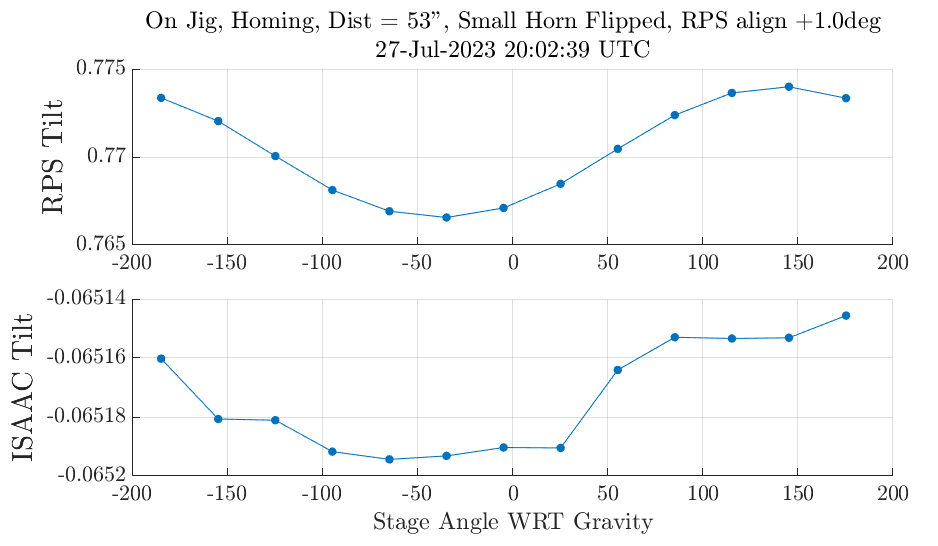 On Jig, Homing, Dist = 53”, Small Horn Flipped, RPS align +1.0deg
27-Jul-2023 20:02:39 UTC
0.775
0.77
0.765
RPS Tilt
-200 -150 -100 -50 0 50 100 150 200
-0.06514
-0.06516
-0.06518
-0.0652
ISAAC Tilt
-200 -150 -100 -50 0 50 100 150 200
Stage Angle WRT Gravity